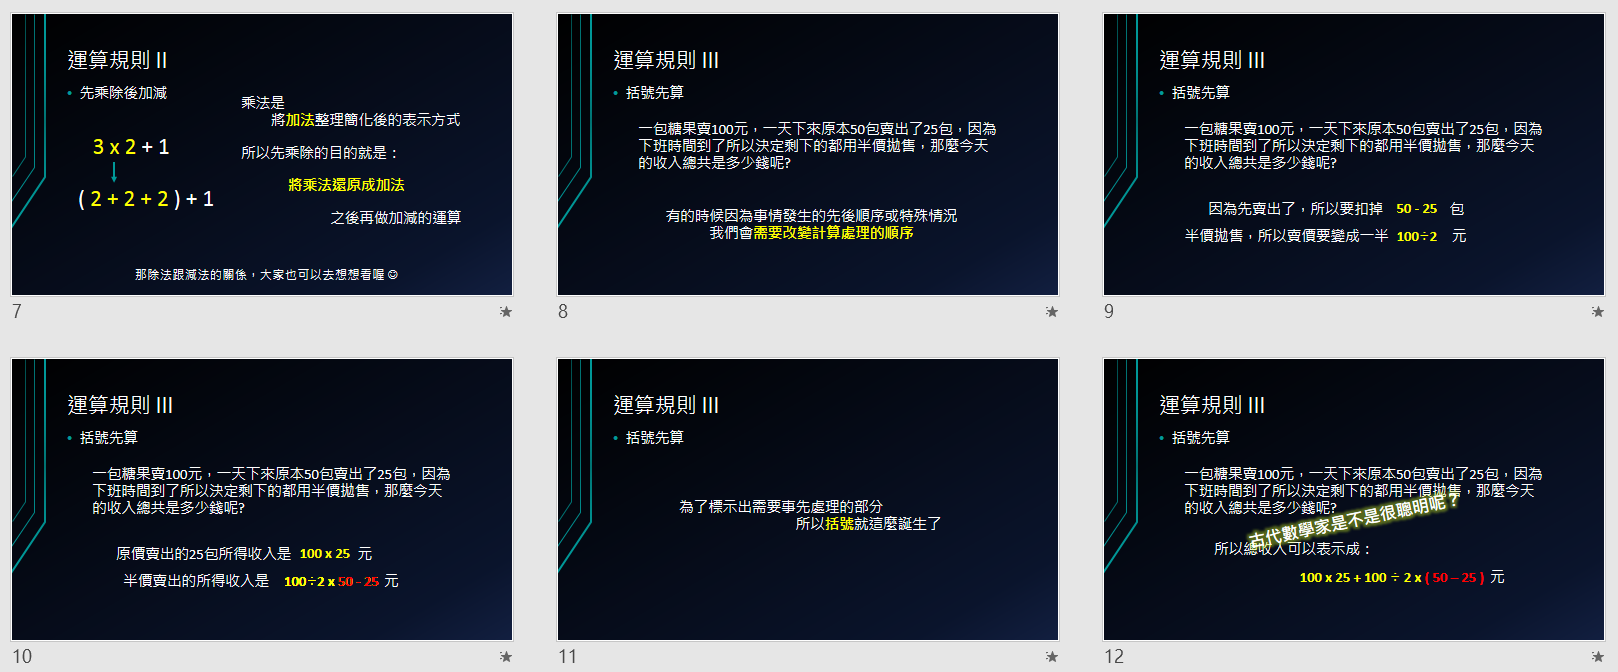 運算規則 II
• 先乘除後加減
3 x 2 + 1
( 2 + 2 + 2 ) + 1
乘法是
將加法整理簡化後的表示方式
所以先乘除的目的就是：
將乘法還原成加法
之後再做加減的運算
那除法跟減法的關係，大家也可以去想想看喔☺
7
運算規則 III
• 括號先算
一包糖果賣100元，一天下來原本50包賣出了25包，因為
下班時間到了所以決定剩下的都用半價拋售，那麼今天
的收入總共是多少錢呢?
有的時候因為事情發生的先後順序或特殊情況
我們會需要改變計算處理的順序
8
運算規則 III
• 括號先算
一包糖果賣100元，一天下來原本50包賣出了25包，因為
下班時間到了所以決定剩下的都用半價拋售，那麼今天
的收入總共是多少錢呢?
因為先賣出了，所以要扣掉 50 - 25 包
半價拋售，所以賣價要變成一半 100÷2 元
9
運算規則 III
• 括號先算
一包糖果賣100元，一天下來原本50包賣出了25包，因為
下班時間到了所以決定剩下的都用半價拋售，那麼今天
的收入總共是多少錢呢?
原價賣出的25包所得收入是 100 x 25 元
半價賣出的所得收入是 100÷2 x 50 - 25 元
10
運算規則 III
• 括號先算
為了標示出需要事先處理的部分
所以括號就這麼誕生了
11
運算規則 III
• 括號先算
一包糖果賣100元，一天下來原本50包賣出了25包，因為
下班時間到了所以決定剩下的都用半價拋售，那麼今天
的收入總共是多少錢呢?
古代數學家是不是很聰明呢？
所以總收入可以表示成：
100 x 25 + 100 ÷ 2 x ( 50 – 25 ) 元
12